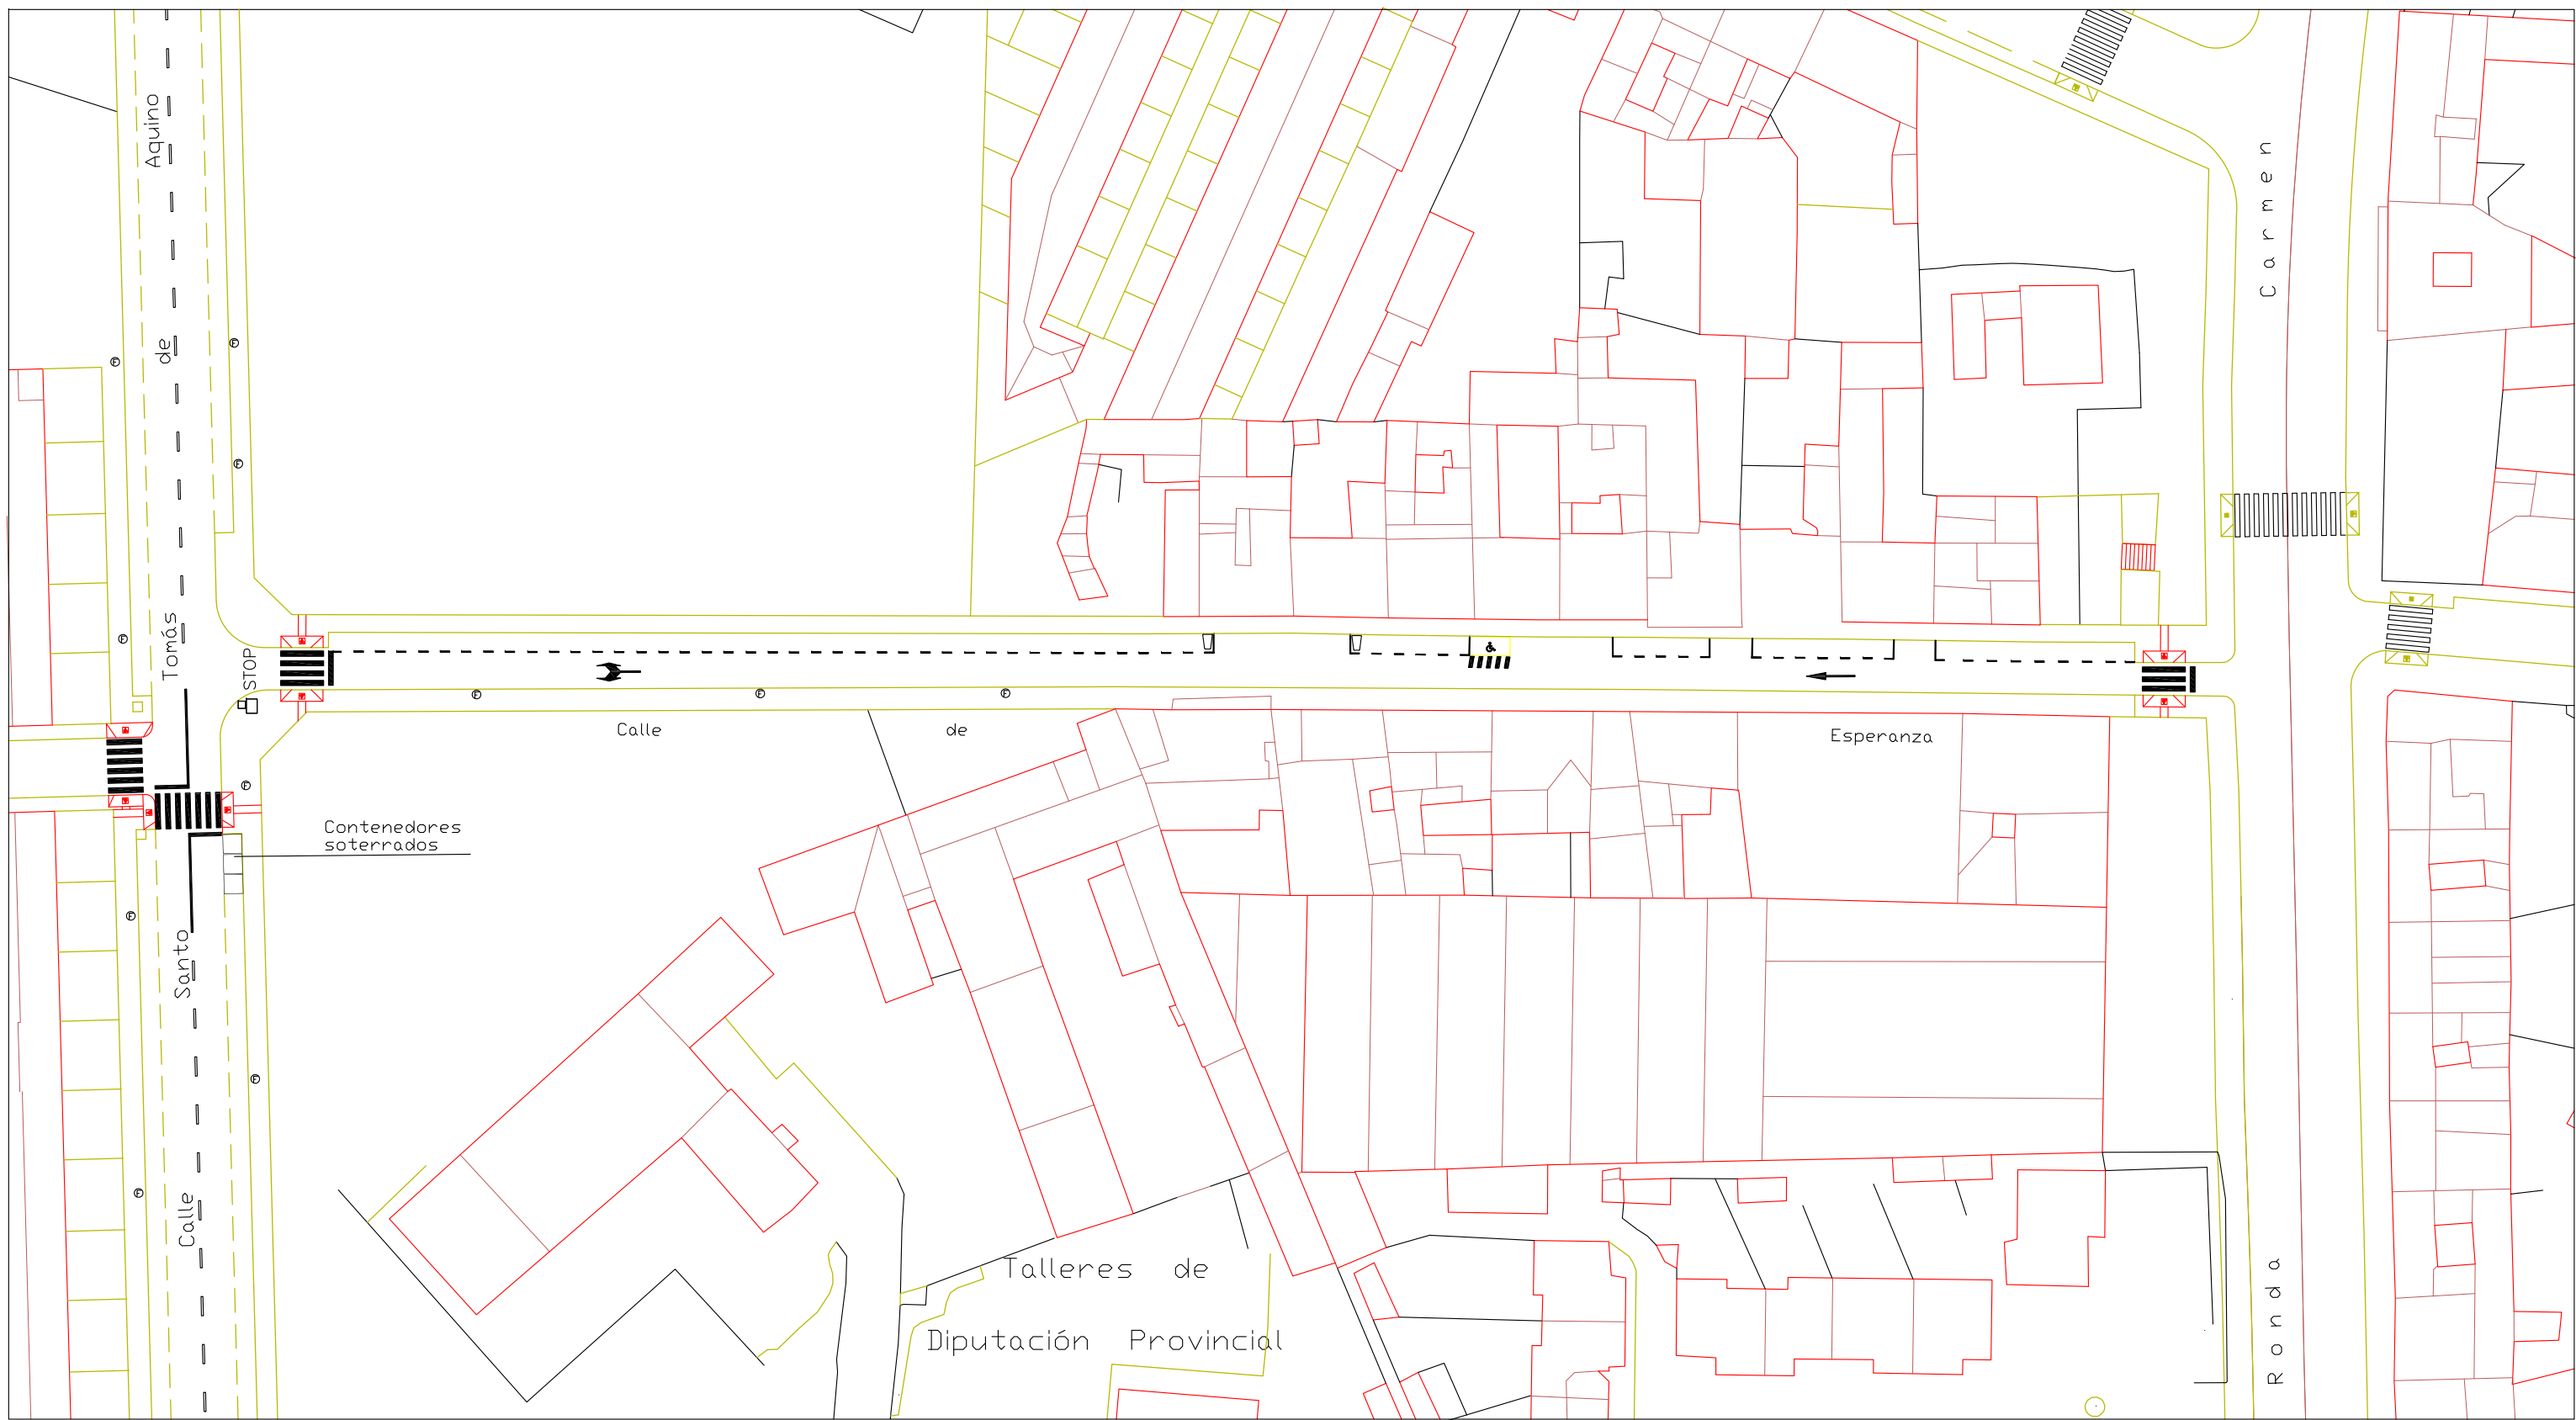 Calle Santo Tomás de Aquino
STOP
Calle de Esperanza
Contenedores
soterrados
Talleres de
Diputación Provincial
Ronda Carmen
F
F
F
F
F
F
F
F
F
F
F